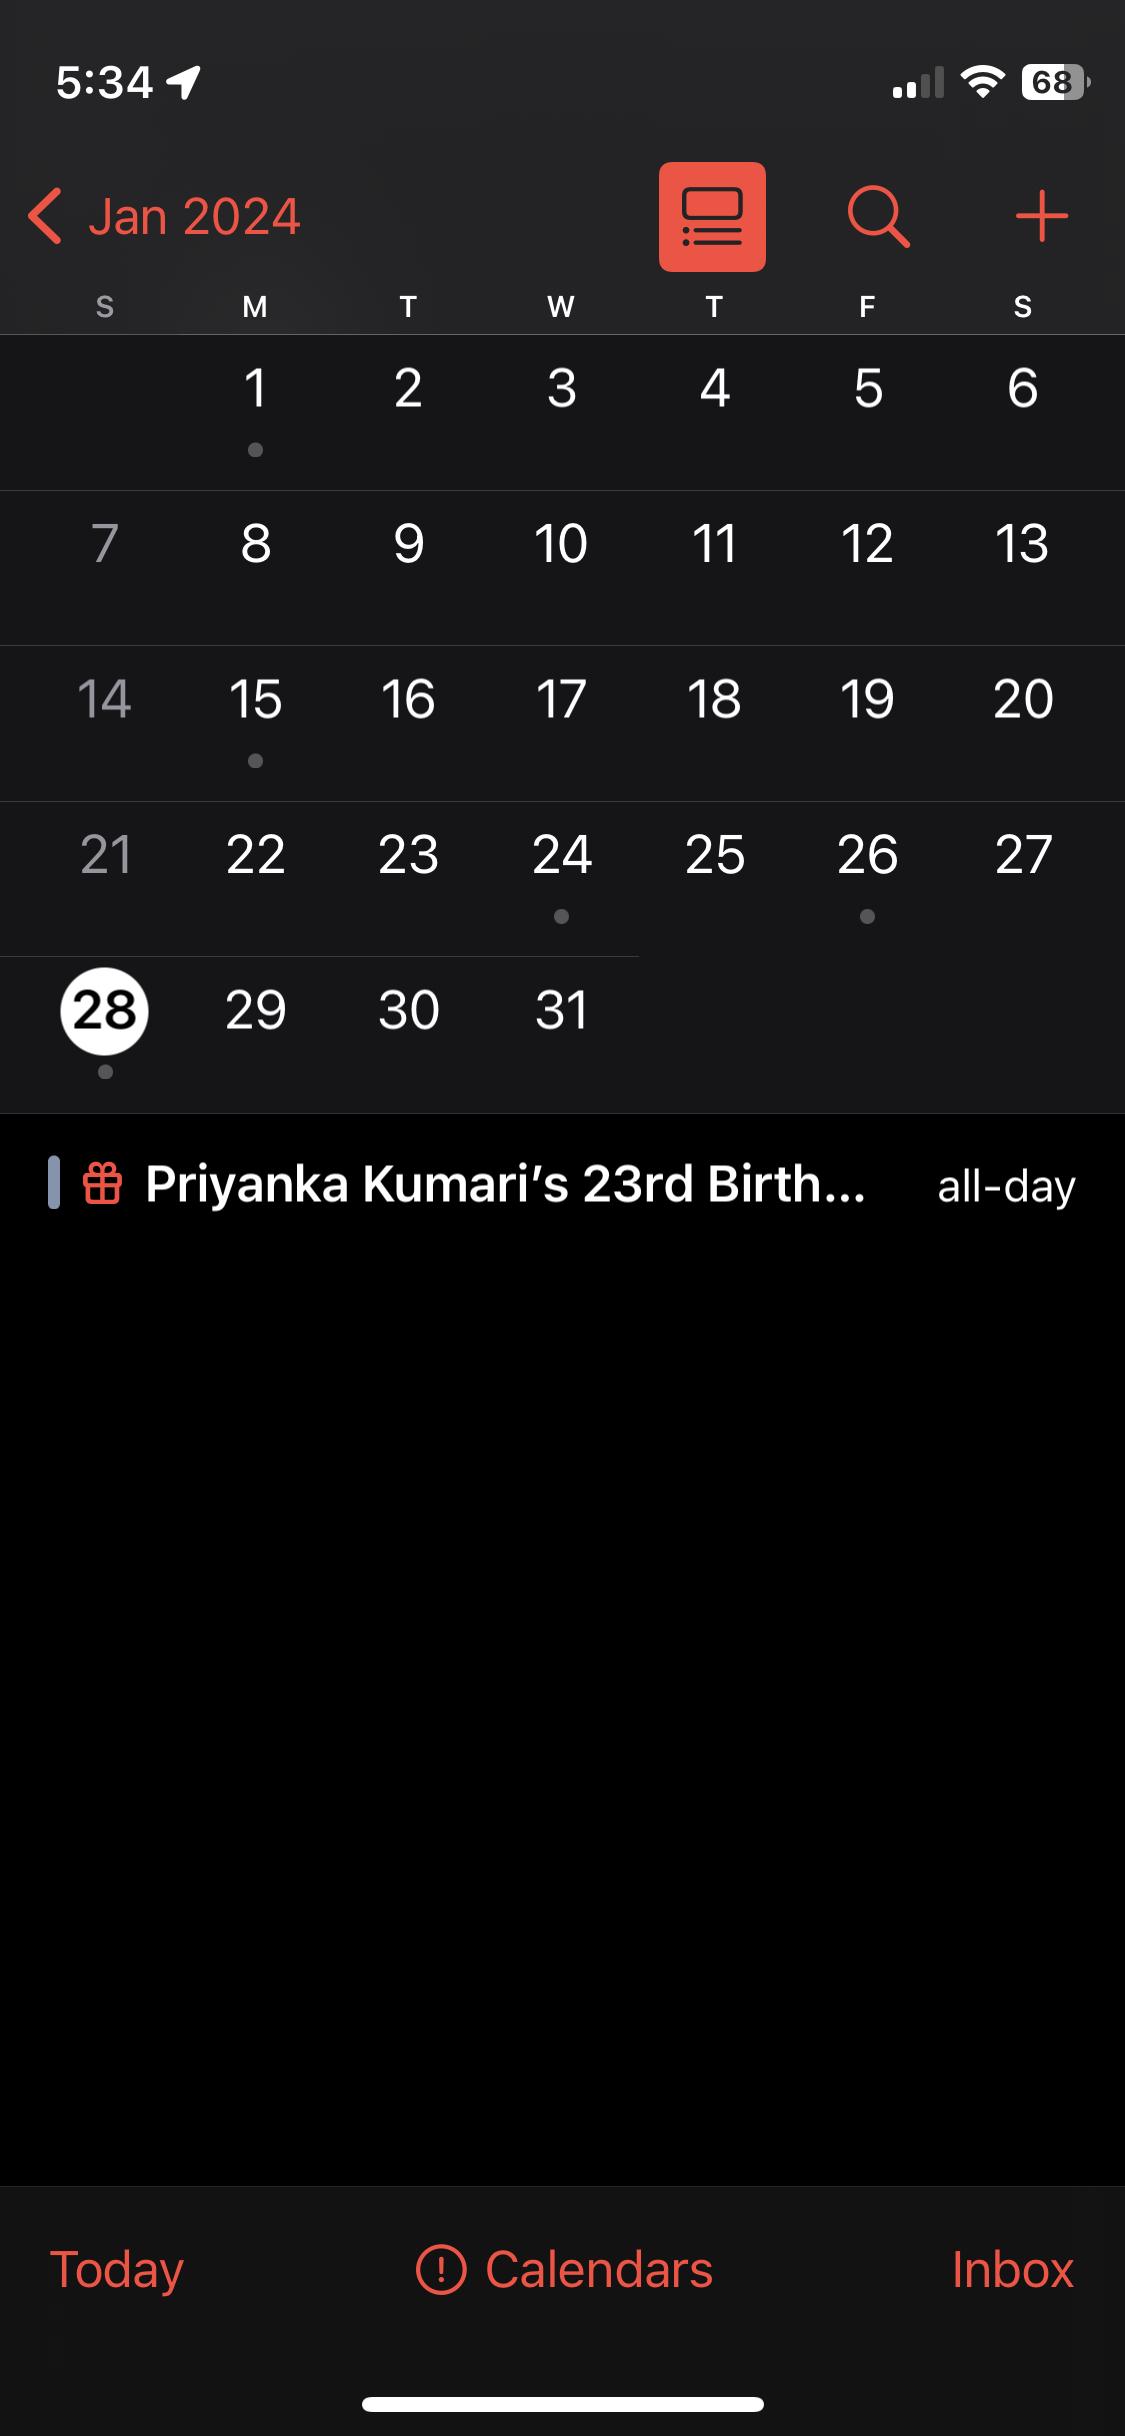 5:34 68
Jan 2024
S M T W T F S
1 2 3 4 5 6
7 8 9 10 11 12 13
14 15 16 17 18 19 20
21 22 23 24 25 26 27
28 29 30 31
Priyanka Kumari’s 23rd Birth... all-day
Today Calendars Inbox